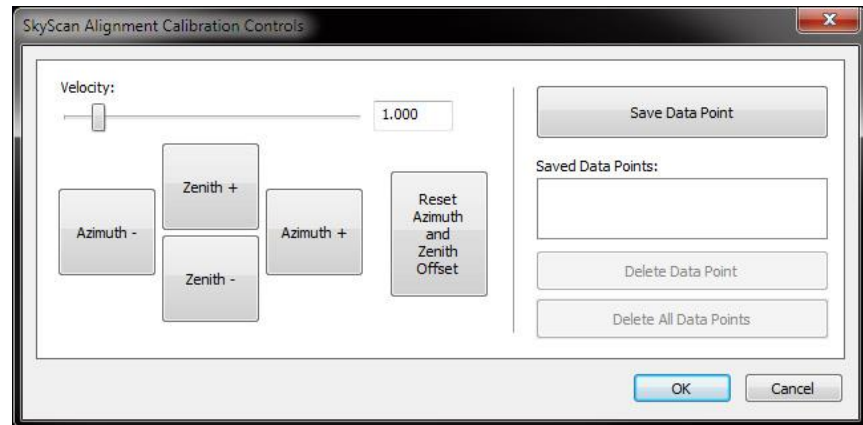 SkyScan Alignment Calibration Controls
Velocity:
1.000
Zenith +
Azimuth -
Azimuth +
Zenith -
Reset
Azimuth
and
Zenith
Offset
Save Data Point
Saved Data Points:
Delete Data Point
Delete All Data Points
OK
Cancel